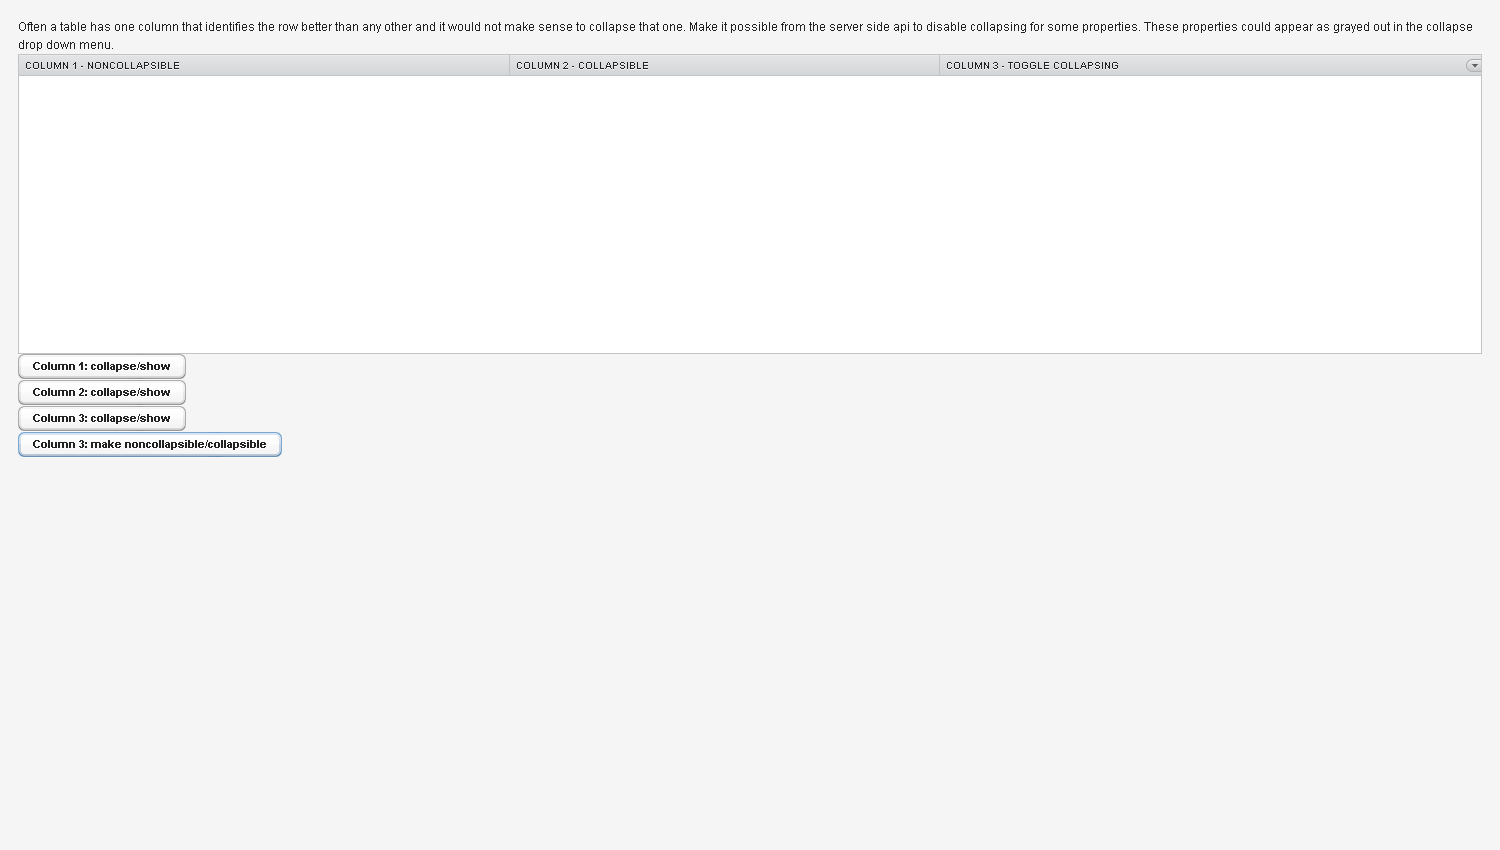 Often a table has one column that identifies the row better than any other and it would not make sense to collapse that one. Make it possible from the server side api to disable collapsing for some properties. These properties could appear as grayed out in the collapse
drop down menu.
COLUMN 1 - NONCOLLAPSIBLE COLUMN 2 - COLLAPSIBLE COLUMN 3 - TOGGLE COLLAPSING
Column 1: collapse/show
Column 2: collapse/show
Column 3: collapse/show
Column 3: make noncollapsible/collapsible